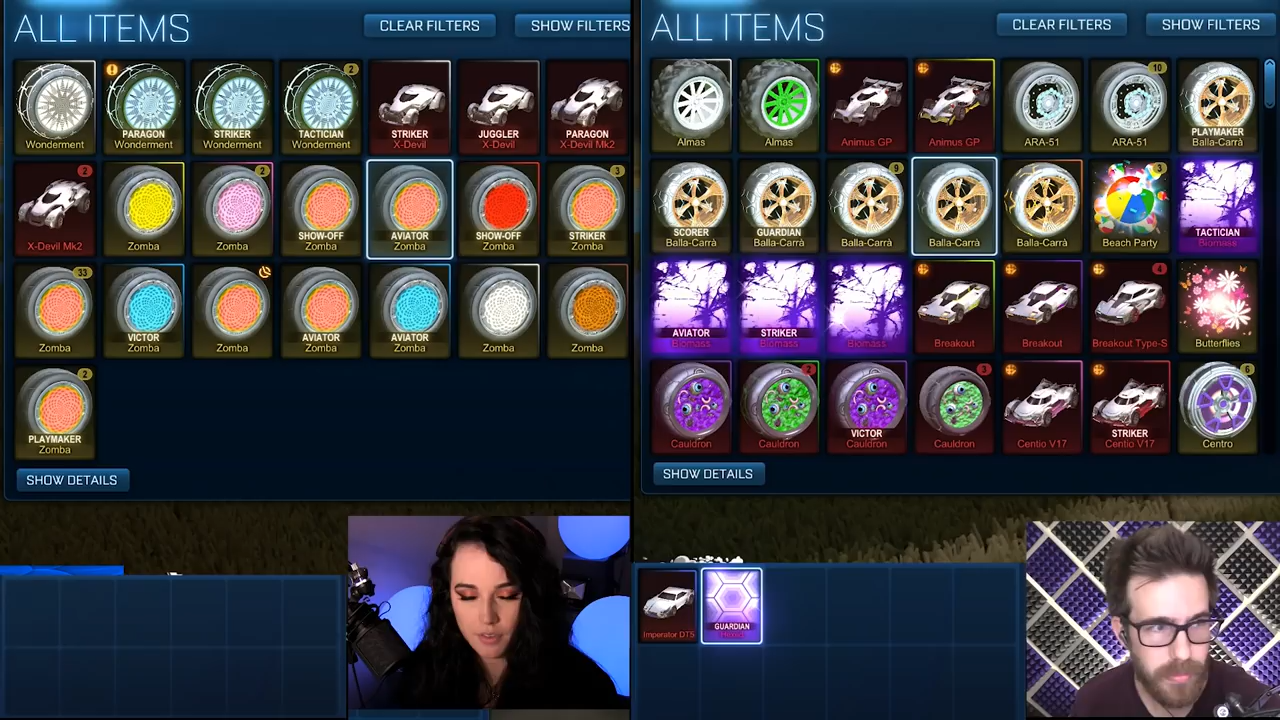 ALL ITEMS
CLEAR FILTERS
SHOW FILTERS
Wonderment
PARAGON
Wonderment
STRIKER
Wonderment
2
TACTICIAN
Wonderment
STRIKER
X-Devil
JUGGLER
X-Devil
PARAGON
X-Devil Mk2
2
X-Devil Mk2
Zomba
2
Zomba
SHOW-OFF
Zomba
AVIATOR
Zomba
SHOW-OFF
Zomba
3
STRIKER
Zomba
33
Zomba
VICTOR
Zomba
Zomba
AVIATOR
Zomba
AVIATOR
Zomba
Zomba
Zomba
2
PLAYMAKER
Zomba
SHOW DETAILS
ALL ITEMS
CLEAR FILTERS
SHOW FILTERS
Almas
Almas
Animus GP
Animus GP
ARA-51
10
ARA-51
PLAYMAKER
Balla-Carrà
SCORER
Balla-Carrà
GUARDIAN
Balla-Carrà
9
Balla-Carrà
Balla-Carrà
Balla-Carrà
3
Beach Party
TACTICIAN
Biomass
AVIATOR
Biomass
STRIKER
Biomass
Biomass
Breakout
Breakout
4
Breakout Type-S
Butterflies
Cauldron
2
Cauldron
VICTOR
Cauldron
3
Cauldron
Centio V17
STRIKER
Centio V17
6
Centro
SHOW DETAILS
Imperator DT5
GUARDIAN
Hexed